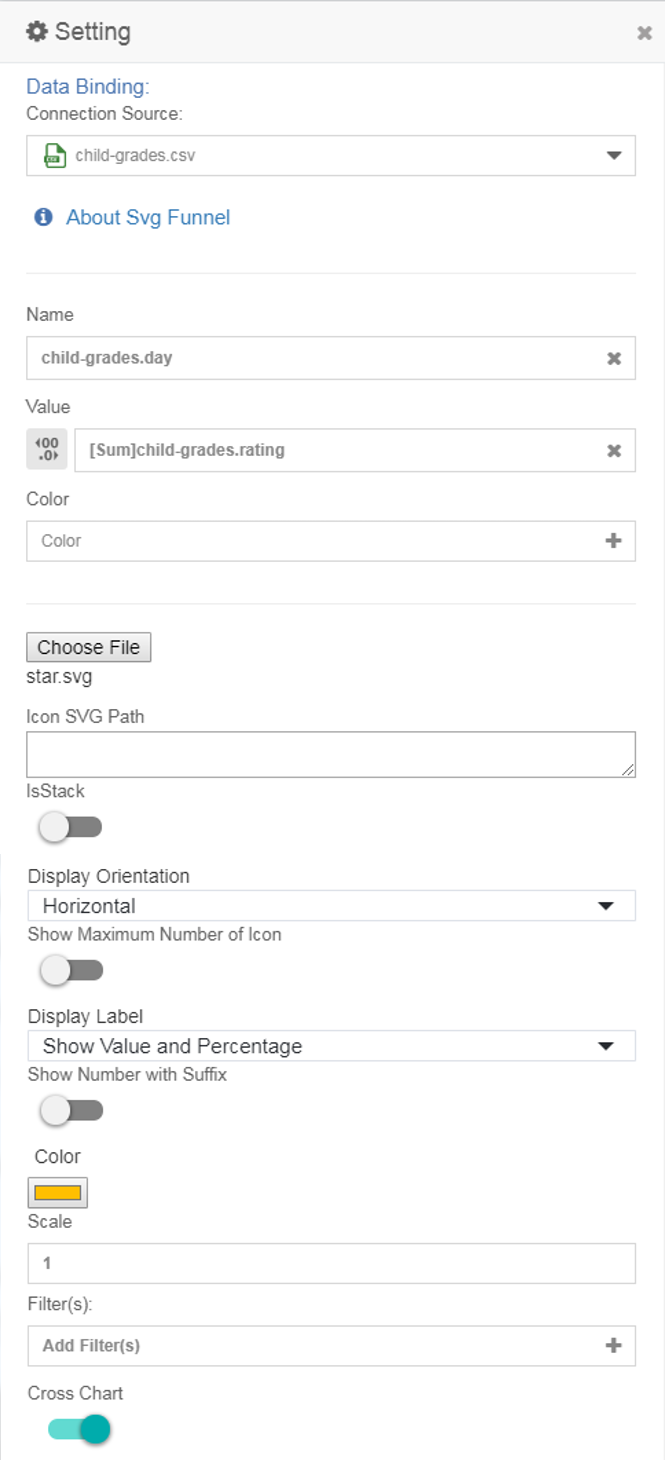 Setting
Data Binding:
Connection Source:
child-grades.csv
About Svg Funnel
Name
child-grades.day
Value
00
.0
[Sum]child-grades.rating
Color
Color
Choose File
star.svg
Icon SVG Path
IsStack
Display Orientation
Horizontal
Show Maximum Number of Icon
Display Label
Show Value and Percentage
Show Number with Suffix
Color
Scale
1
Filter(s):
Add Filter(s)
Cross Chart